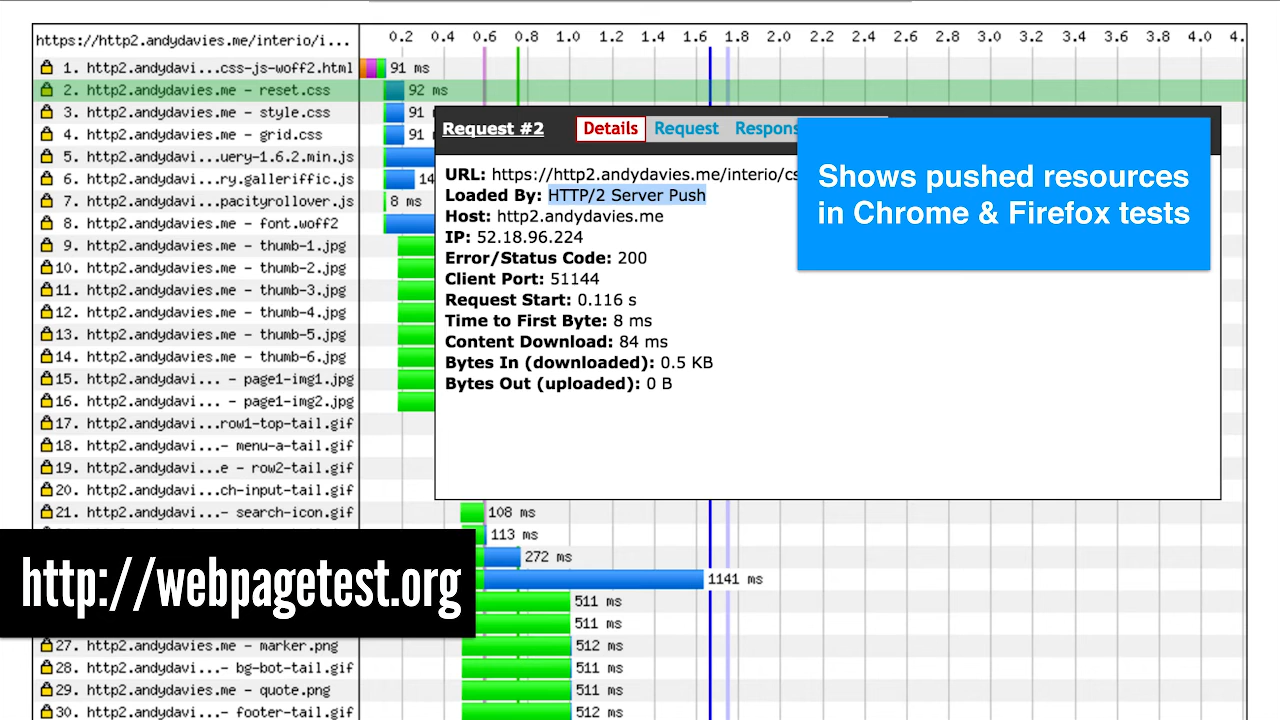 https://http2.andydavies.me/interio/i...
0.2 0.4 0.6 0.8 1.0 1.2 1.4 1.6 1.8 2.0 2.2 2.4 2.6 2.8 3.0 3.2 3.4 3.6 3.8 4.0 4.
1. http2.andydavi...css-js-woff2.html 91 ms
2. http2.andydavies.me - reset.css 92 ms
3. http2.andydavies.me - style.css 91
4. http2.andydavies.me - grid.css 91
5. http2.andydavi...uery-1.6.2.min.js
6. http2.andydavi...ry.galleriffic.js 14
7. http2.andydavi...pacityrollover.js 8 ms
8. http2.andydavies.me - font.woff2
9. http2.andydavies.me - thumb-1.jpg
10. http2.andydavies.me - thumb-2.jpg
11. http2.andydavies.me - thumb-3.jpg
12. http2.andydavies.me - thumb-4.jpg
13. http2.andydavies.me - thumb-5.jpg
14. http2.andydavies.me - thumb-6.jpg
15. http2.andydavi... - page1-img1.jpg
16. http2.andydavi... - page1-img2.jpg
17. http2.andydavi...row1-top-tail.gif
18. http2.andydavi...- menu-a-tail.gif
19. http2.andydavi...e - row2-tail.gif
20. http2.andydavi...ch-input-tail.gif
21. http2.andydavi...- search-icon.gif 108 ms
113 ms
272 ms
1141 ms
511 ms
511 ms
27. http2.andydavies.me - marker.png 512 ms
28. http2.andydavi...- bg-bot-tail.gif 511 ms
29. http2.andydavies.me - quote.png 511 ms
30. http2.andydavi...- footer-tail.gif 512 ms
Request #2 Details Request Respons
URL: https://http2.andydavies.me/interio/cs
Loaded By: HTTP/2 Server Push
Host: http2.andydavies.me
IP: 52.18.96.224
Error/Status Code: 200
Client Port: 51144
Request Start: 0.116 s
Time to First Byte: 8 ms
Content Download: 84 ms
Bytes In (downloaded): 0.5 KB
Bytes Out (uploaded): 0 B
Shows pushed resources
in Chrome & Firefox tests
http://webpagetest.org